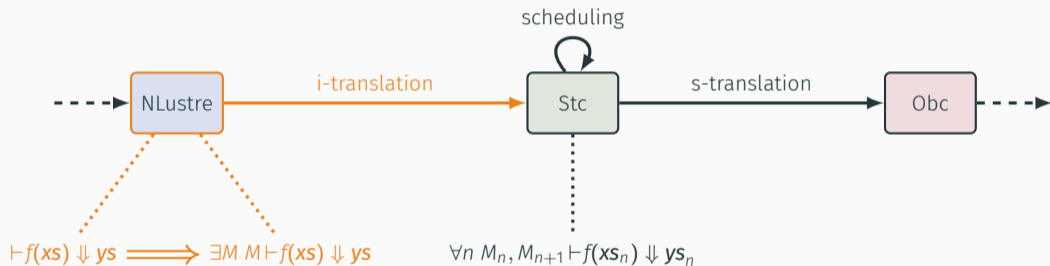 scheduling
i-translation
s-translation
NLustre
Stc
Obc
⊢f(xs) ⇓ ys ⟹ ∃M M ⊢f(xs) ⇓ ys
∀n Mₙ, Mₙ₊₁ ⊢f(xsₙ) ⇓ ysₙ